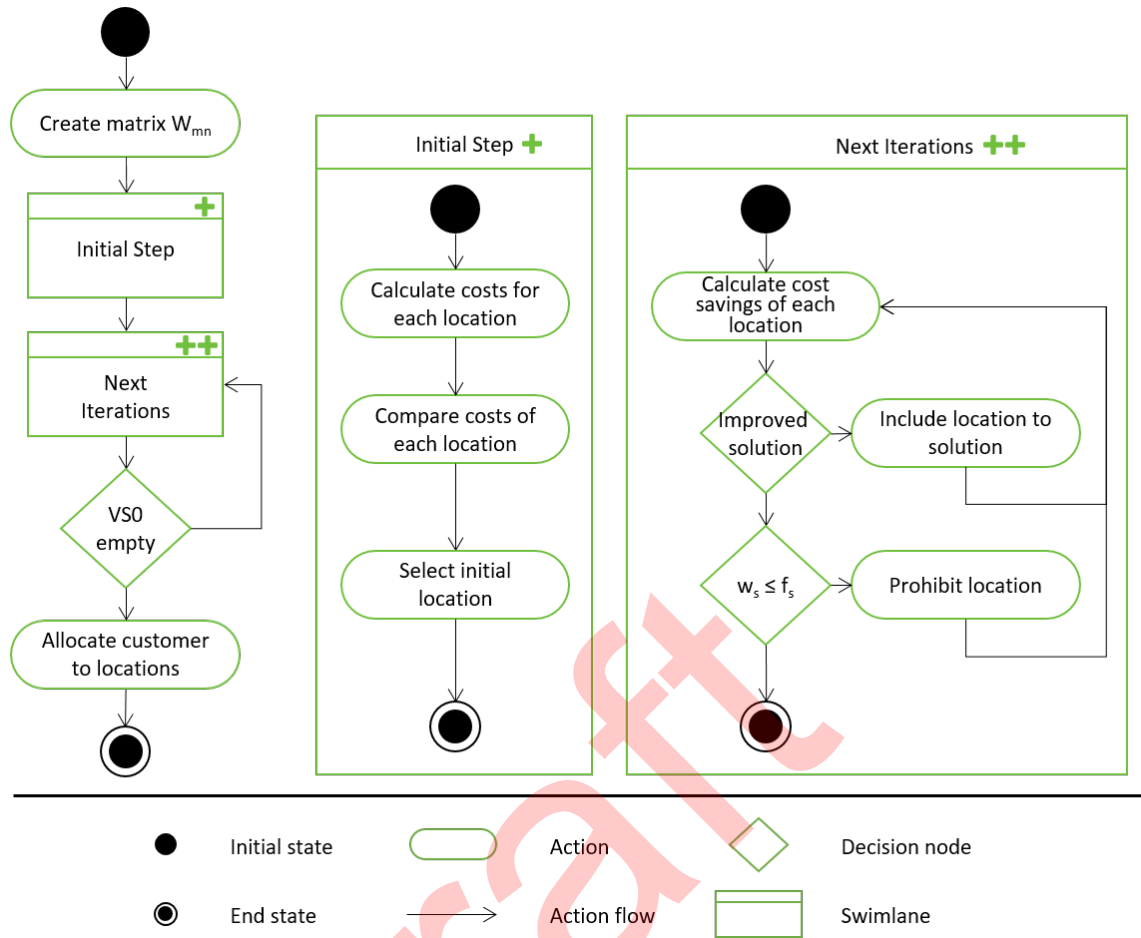 Create matrix Wmn
Initial Step
Next
Iterations
VS0
empty
Allocate customer
to locations
Initial Step
Calculate costs for
each location
Compare costs of
each location
Select initial
location
Next Iterations
Calculate cost
savings of each
location
Improved
solution
Include location to
solution
ws ≤ fs
Prohibit location
Initial state
Action
Decision node
End state
Action flow
Swimlane
raft